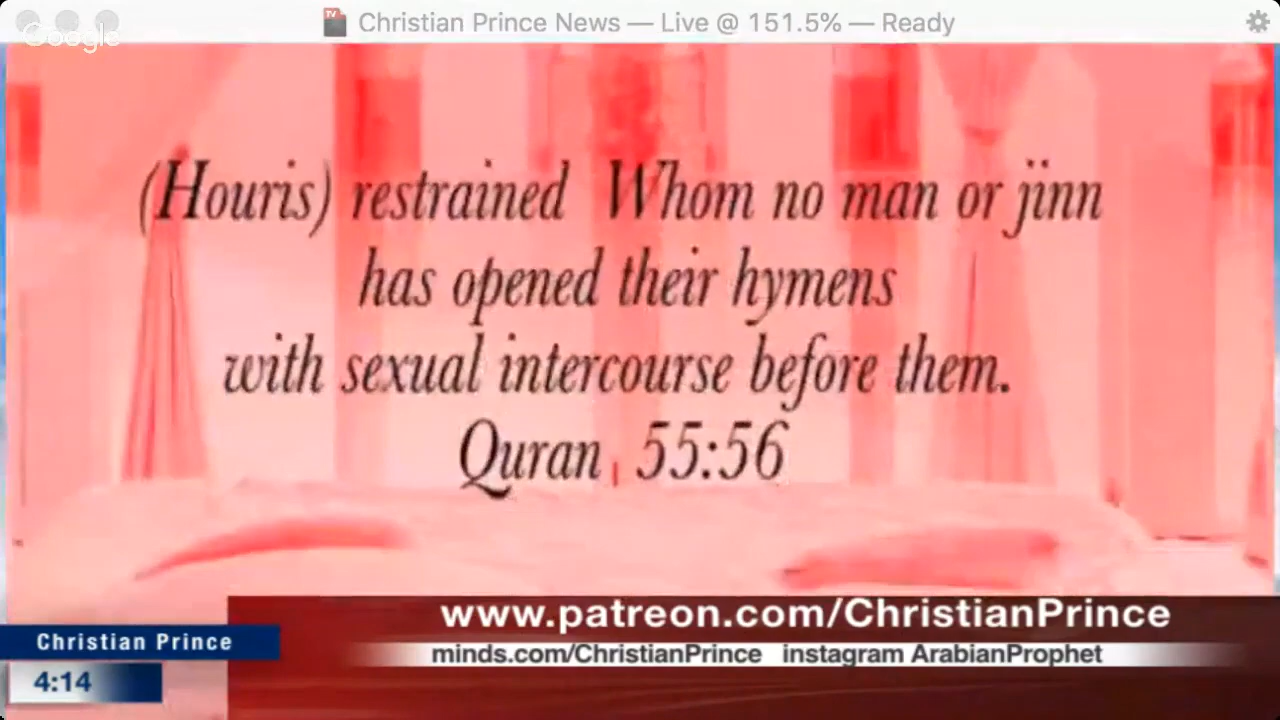 TV
Christian Prince News — Live @ 151.5% — Ready
Google
(Houris) restrained Whom no man or jinn
has opened their hymens
with sexual intercourse before them.
Quran 55:56
www.patreon.com/ChristianPrince
Christian Prince
minds.com/ChristianPrince instagram ArabianProphet
4:14